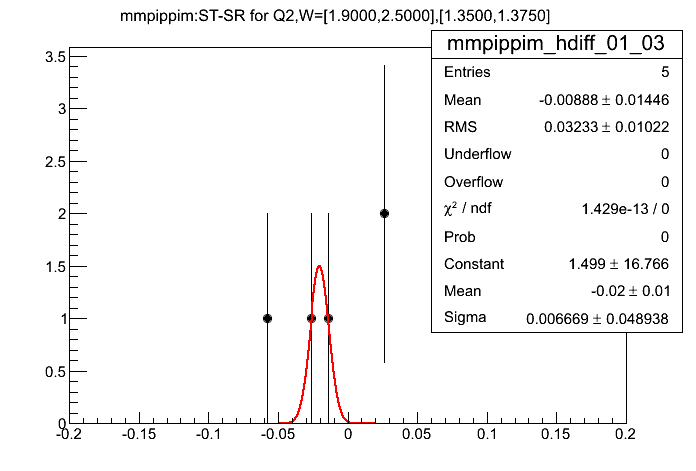 mmpippim:ST-SR for Q2,W=[1.9000,2.5000],[1.3500,1.3750]
mmpippim_hdiff_01_03
Entries 5
Mean -0.00888 ± 0.01446
RMS 0.03233 ± 0.01022
Underflow 0
Overflow 0
χ² / ndf 1.429e-13 / 0
Prob 0
Constant 1.499 ± 16.766
Mean -0.02 ± 0.01
Sigma 0.006669 ± 0.048938
3.5
3
2.5
2
1.5
1
0.5
0
-0.2 -0.15 -0.1 -0.05 0 0.05 0.1 0.15 0.2